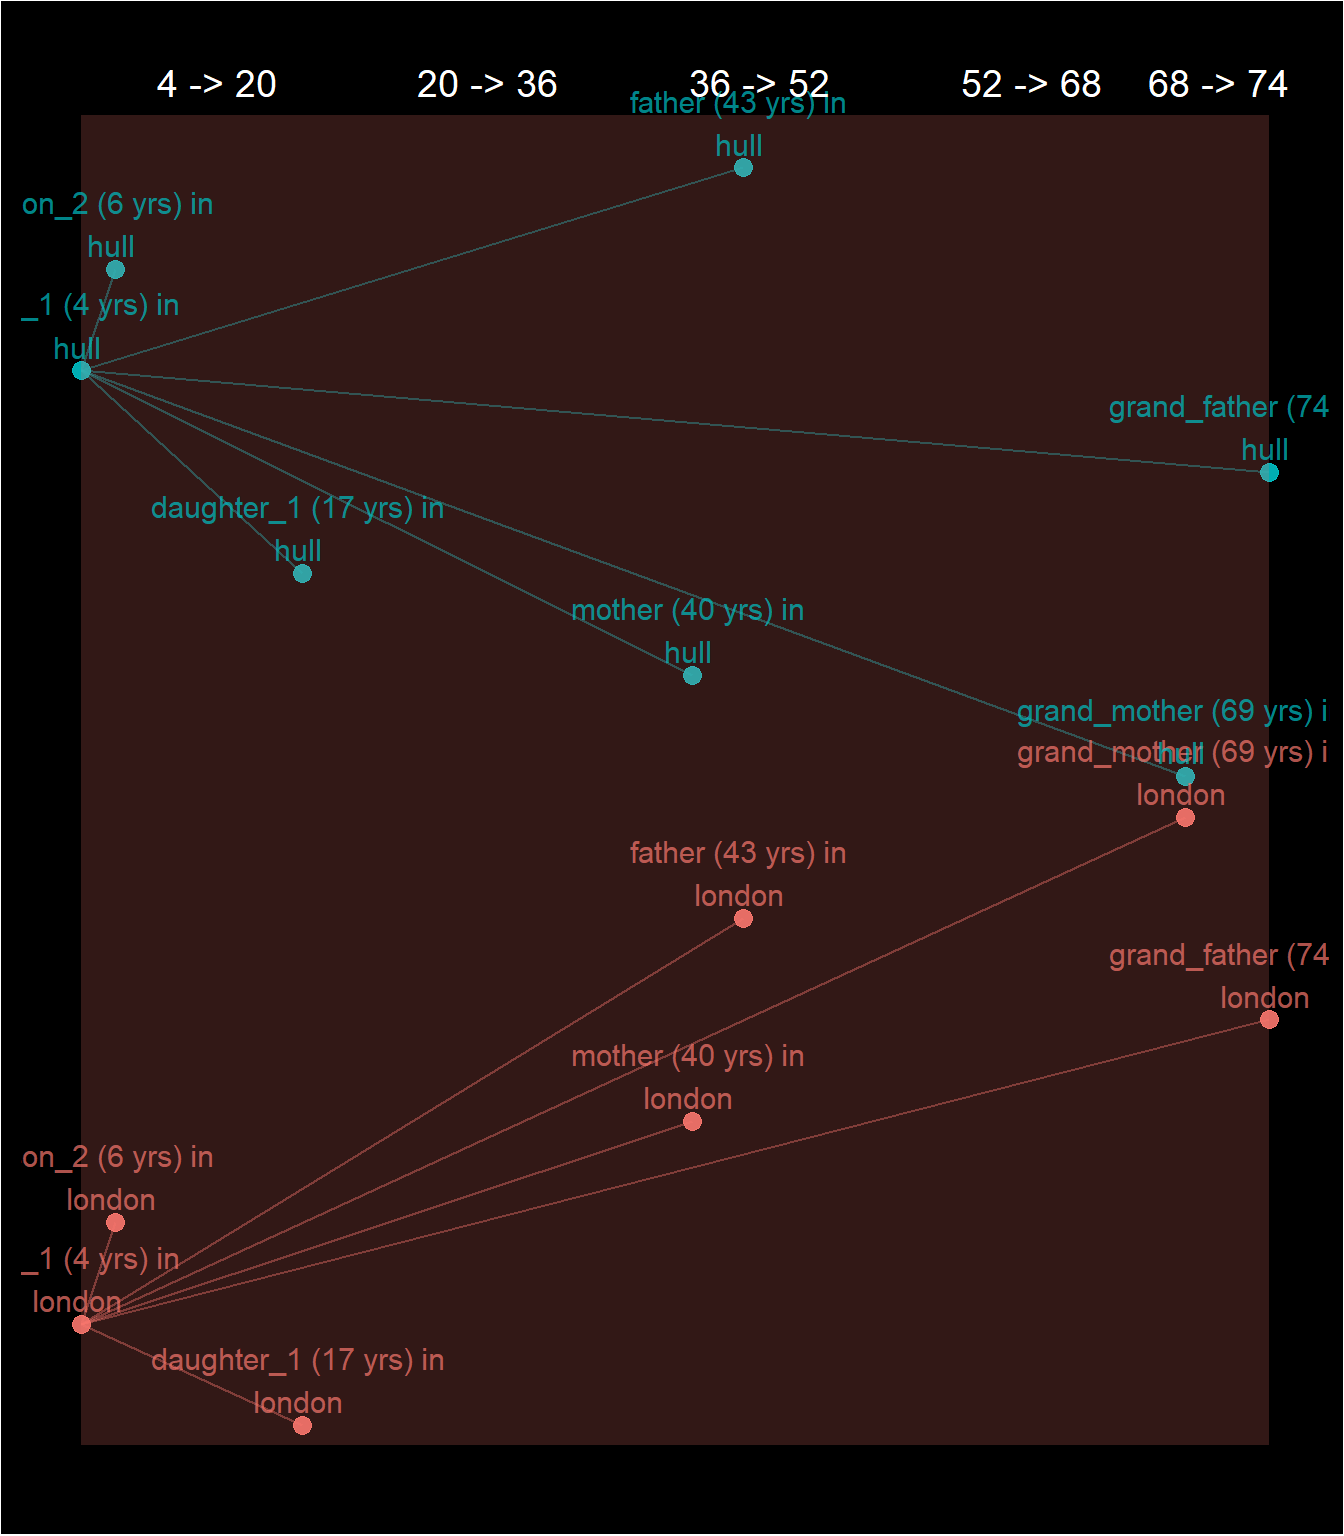 4 -> 20 20 -> 36 36 -> 52 52 -> 68 68 -> 74
father (43 yrs) in
hull
on_2 (6 yrs) in
hull
_1 (4 yrs) in
hull
grand_father (74
hull
daughter_1 (17 yrs) in
hull
mother (40 yrs) in
hull
grand_mother (69 yrs) i
hull
grand_mother (69 yrs) i
london
father (43 yrs) in
london
grand_father (74
london
mother (40 yrs) in
london
on_2 (6 yrs) in
london
_1 (4 yrs) in
london
daughter_1 (17 yrs) in
london